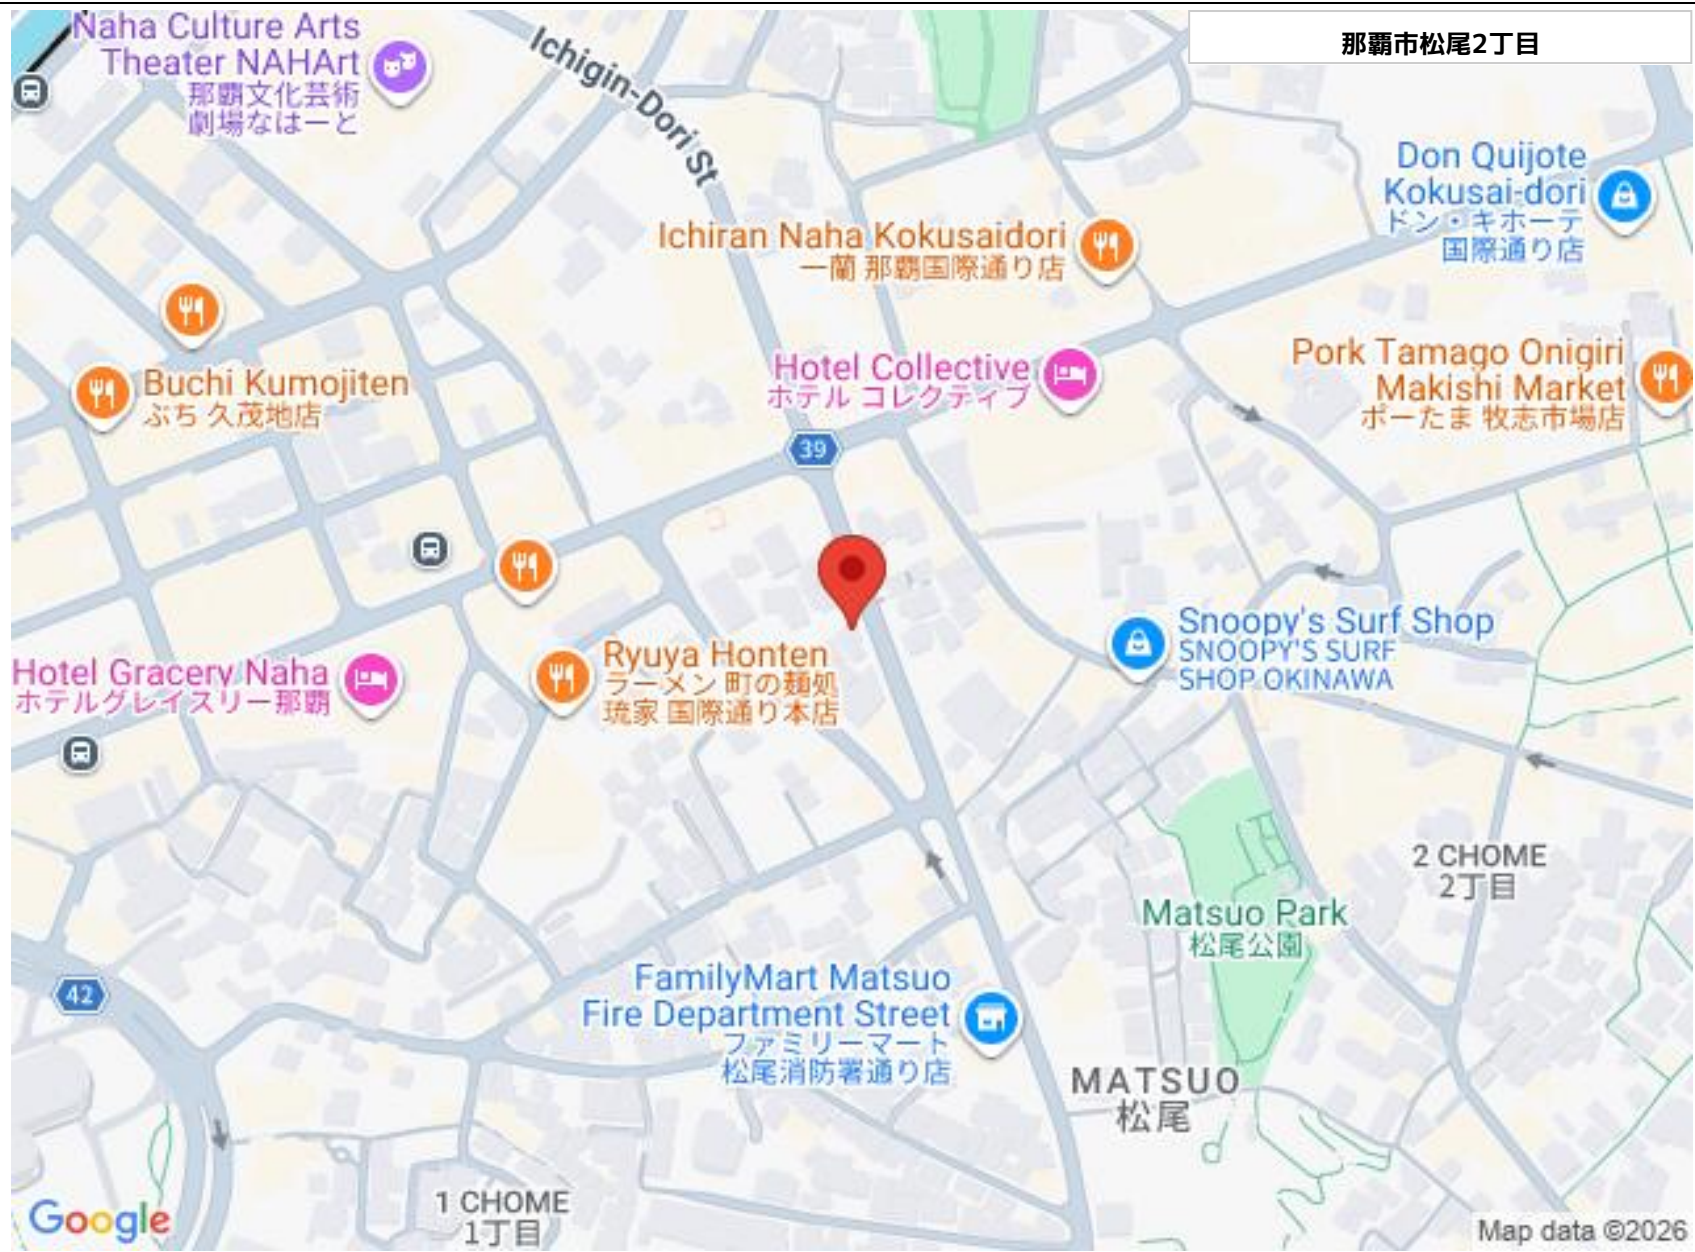 Naha Culture Arts
Theater NAHArt
那覇文化芸術
劇場なはーと
Ichigin-Dori St
那覇市松尾2丁目
Don Quijote
Kokusai-dori
ドン・キホーテ
国際通り店
Ichiran Naha Kokusaidori
一蘭 那覇国際通り店
Hotel Collective
ホテル コレクティブ
Pork Tamago Onigiri
Makishi Market
ポーたま 牧志市場店
Buchi Kumojiten
ぶち 久茂地店
39
Snoopy's Surf Shop
SNOOPY'S SURF
SHOP OKINAWA
Ryuya Honten
ラーメン 町の麺処
琉家 国際通り本店
Hotel Gracery Naha
ホテルグレイスリー那覇
2 CHOME
2丁目
Matsuo Park
松尾公園
42
FamilyMart Matsuo
Fire Department Street
ファミリーマート
松尾消防署通り店
MATSUO
松尾
1 CHOME
1丁目
Google
Map data ©2026